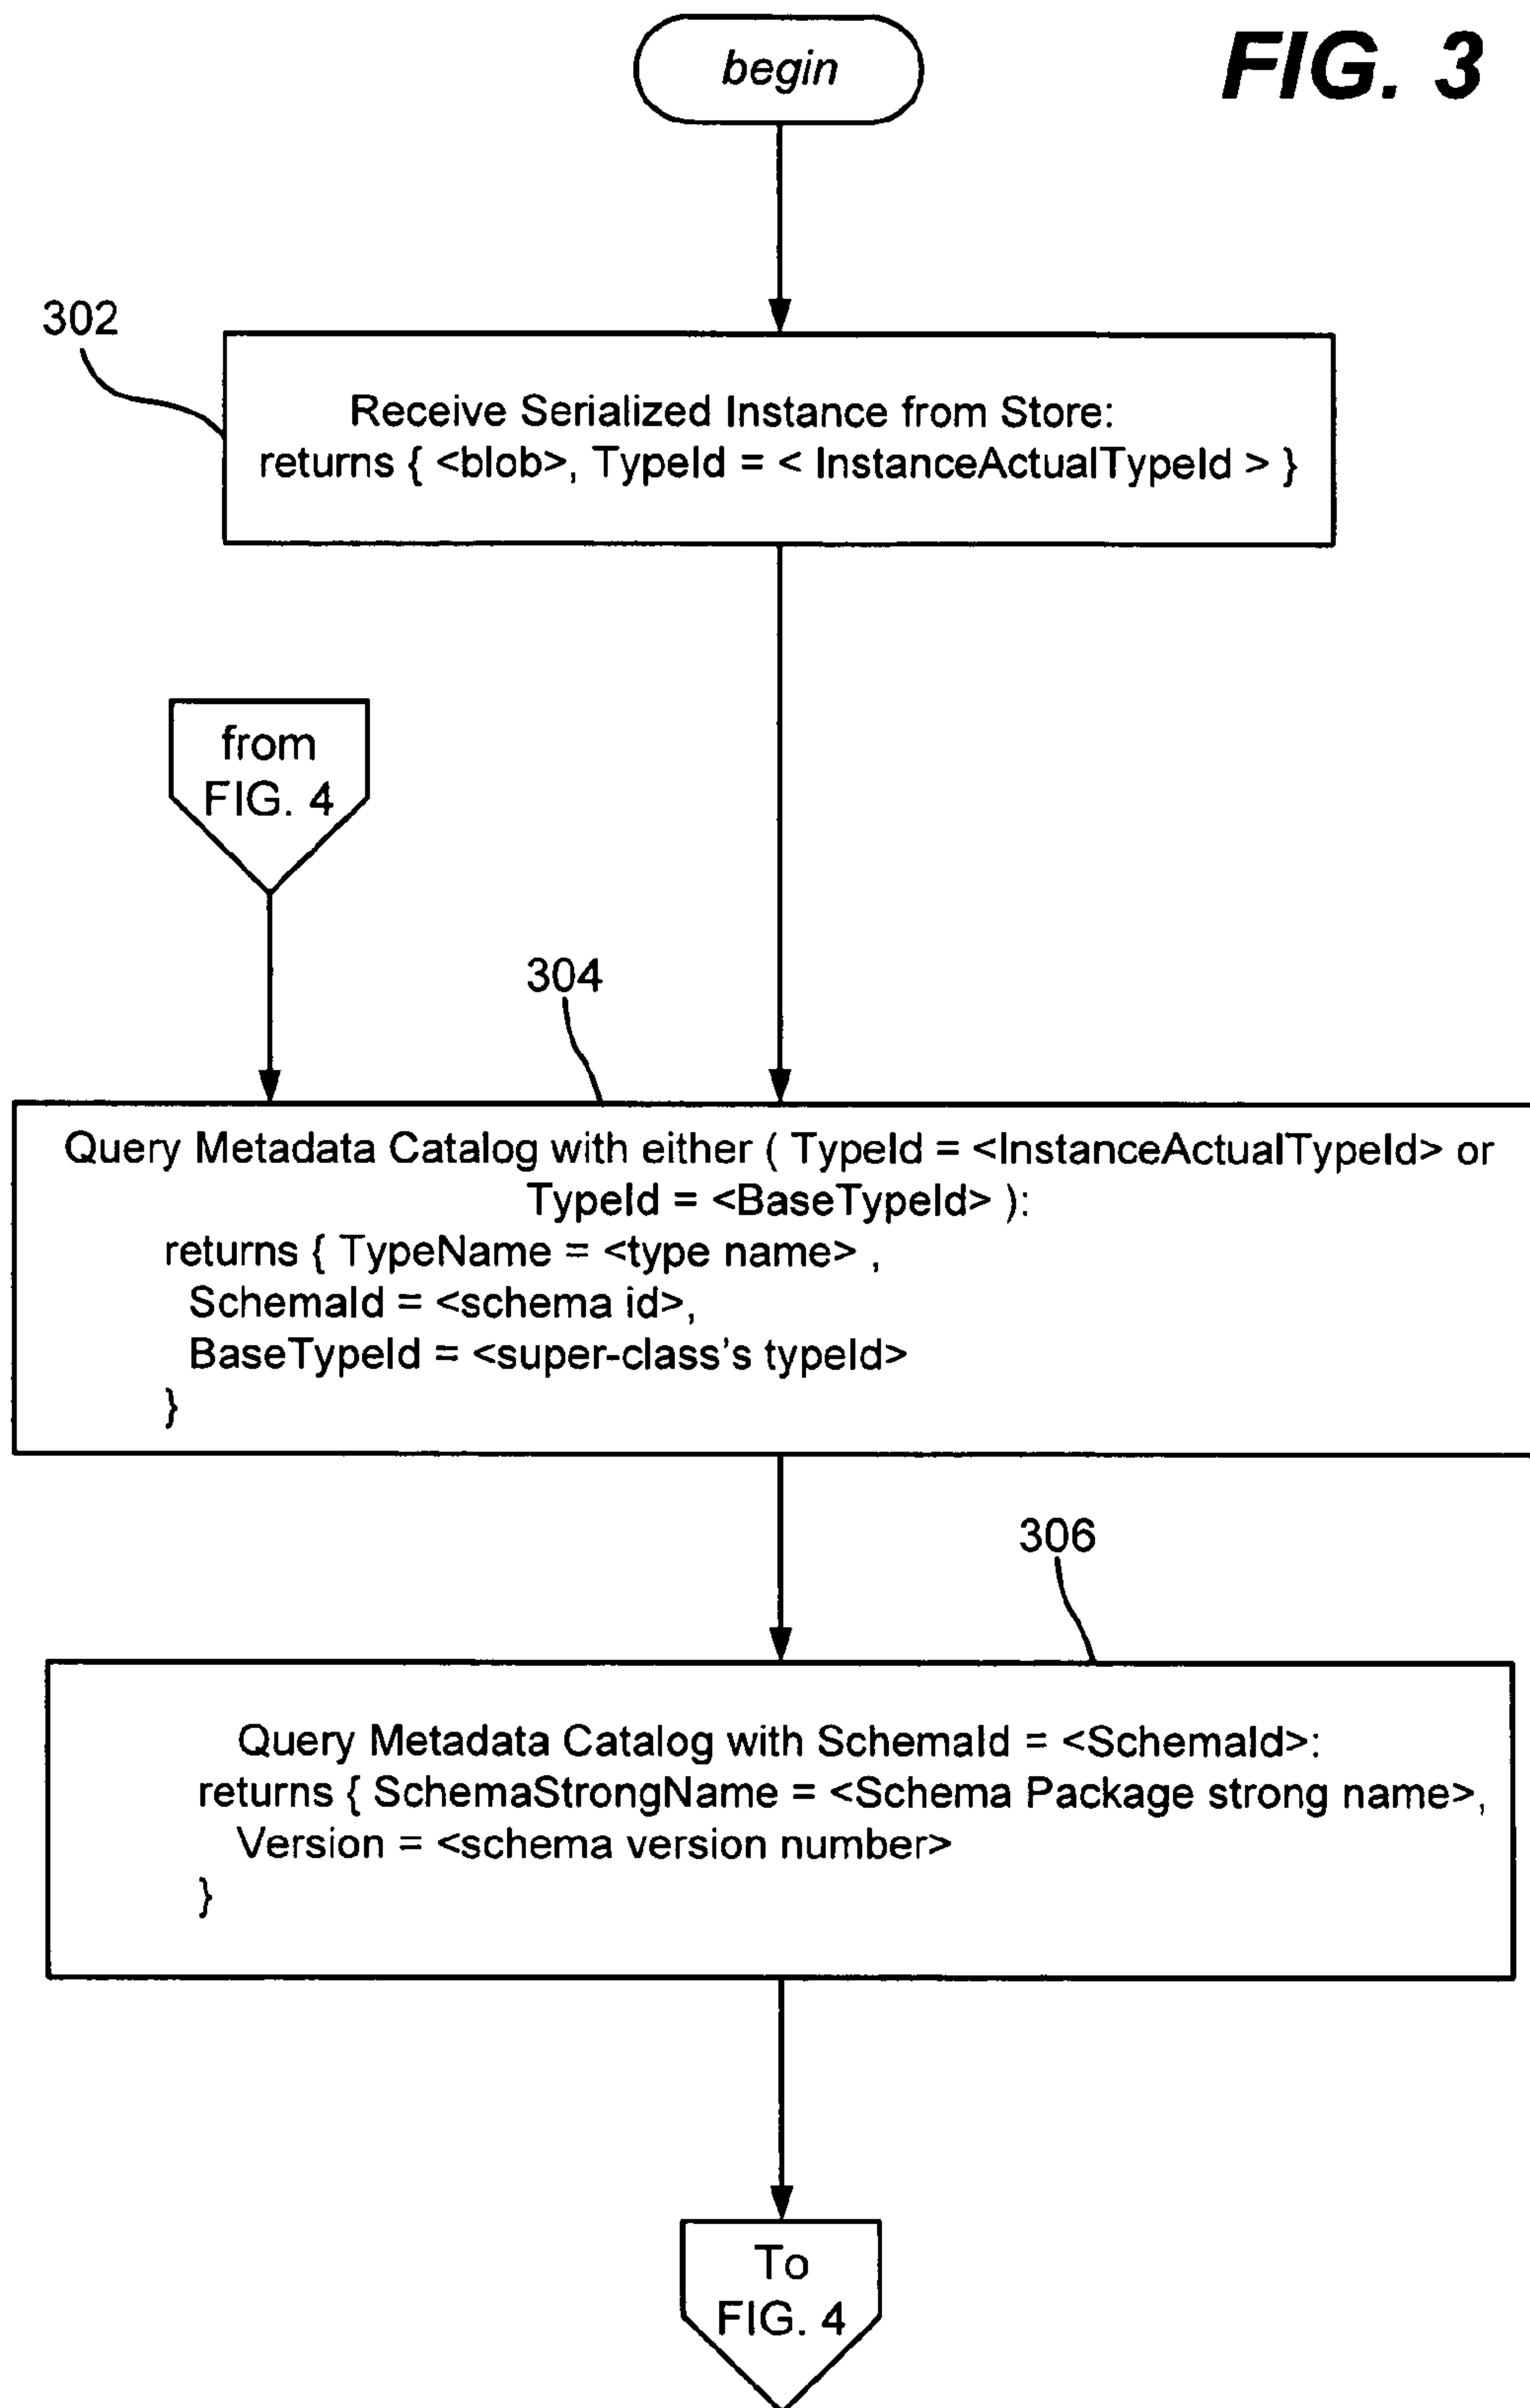 begin
FIG. 3
302
Receive Serialized Instance from Store:
returns { <blob>, TypeId = < InstanceActualTypeId > }
from
FIG. 4
304
Query Metadata Catalog with either ( TypeId = <InstanceActualTypeId> or
TypeId = <BaseTypeId> ):
returns { TypeName = <type name> ,
SchemaId = <schema id>,
BaseTypeId = <super-class's typeId>
}
306
Query Metadata Catalog with SchemaId = <SchemaId>:
returns { SchemaStrongName = <Schema Package strong name>,
Version = <schema version number>
}
To
FIG. 4